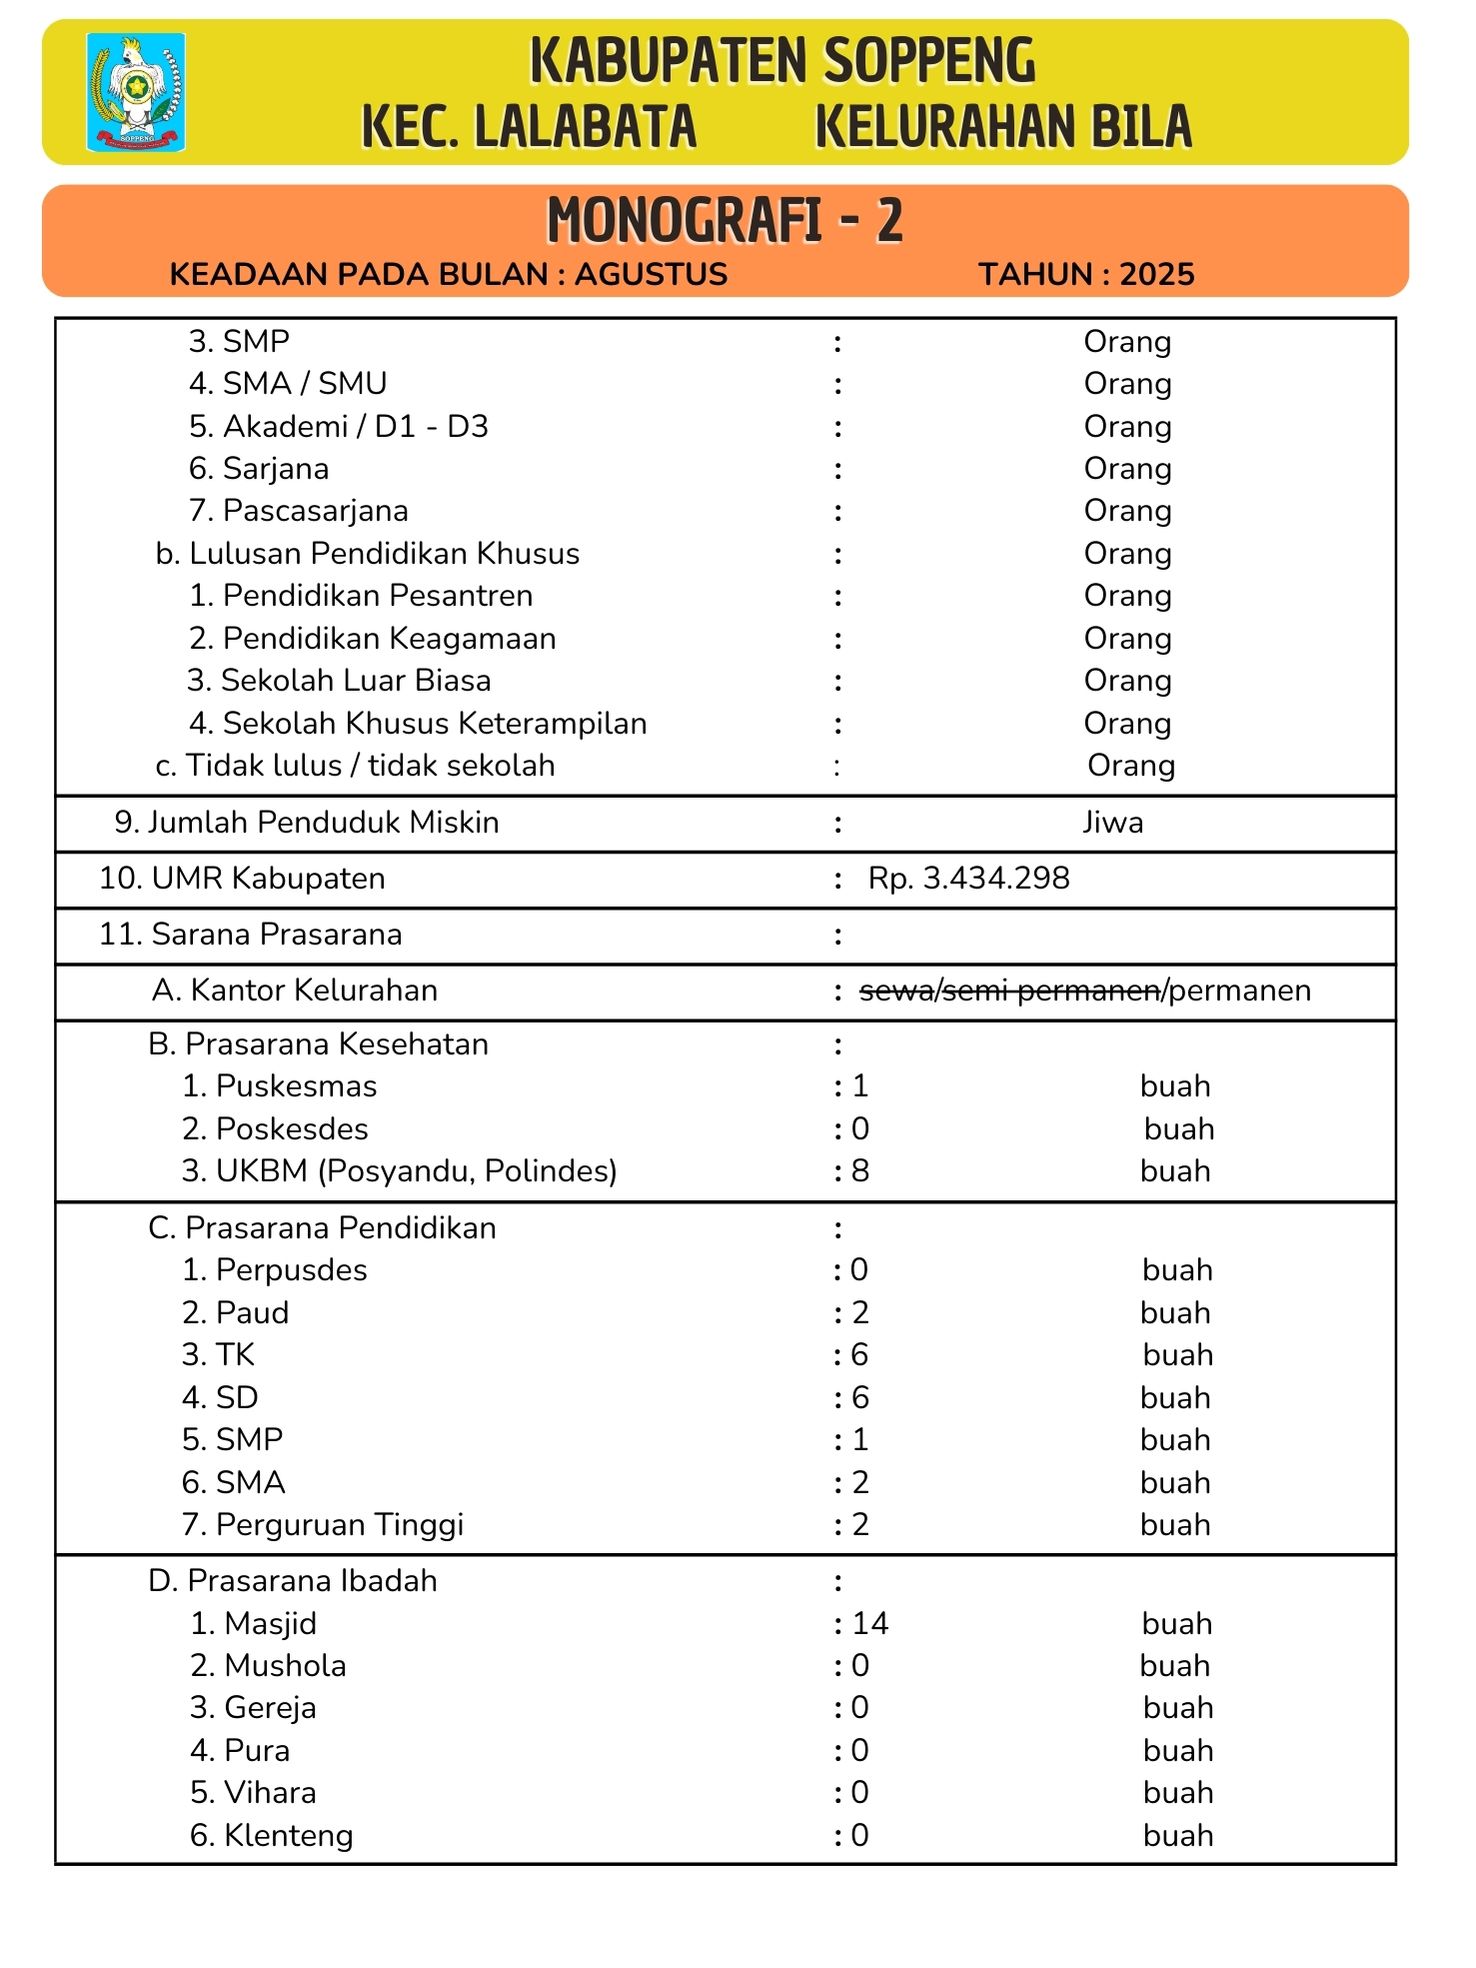 KABUPATEN SOPPENG
KEC. LALABATA KELURAHAN BILA
SOPPENG
MONOGRAFI - 2
KEADAAN PADA BULAN : AGUSTUS TAHUN : 2025
3. SMP : Orang
4. SMA / SMU : Orang
5. Akademi / D1 - D3 : Orang
6. Sarjana : Orang
7. Pascasarjana : Orang
b. Lulusan Pendidikan Khusus : Orang
1. Pendidikan Pesantren : Orang
2. Pendidikan Keagamaan : Orang
3. Sekolah Luar Biasa : Orang
4. Sekolah Khusus Keterampilan : Orang
c. Tidak lulus / tidak sekolah : Orang
9. Jumlah Penduduk Miskin : Jiwa
10. UMR Kabupaten : Rp. 3.434.298
11. Sarana Prasarana :
A. Kantor Kelurahan : sewa/semi permanen/permanen
B. Prasarana Kesehatan :
1. Puskesmas : 1 buah
2. Poskesdes : 0 buah
3. UKBM (Posyandu, Polindes) : 8 buah
C. Prasarana Pendidikan :
1. Perpusdes : 0 buah
2. Paud : 2 buah
3. TK : 6 buah
4. SD : 6 buah
5. SMP : 1 buah
6. SMA : 2 buah
7. Perguruan Tinggi : 2 buah
D. Prasarana Ibadah :
1. Masjid : 14 buah
2. Mushola : 0 buah
3. Gereja : 0 buah
4. Pura : 0 buah
5. Vihara : 0 buah
6. Klenteng : 0 buah